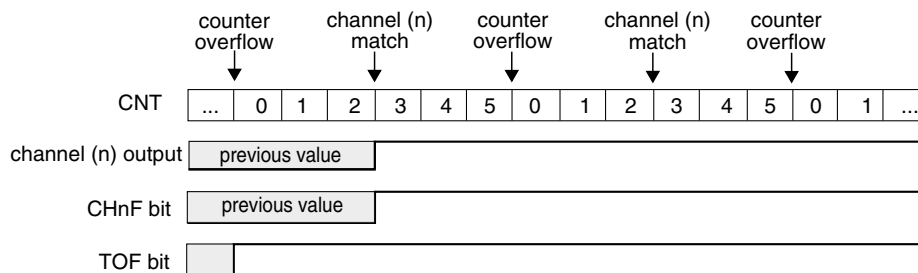 counter overflow
channel (n) match
counter overflow
channel (n) match
counter overflow
CNT ... 0 1 2 3 4 5 0 1 2 3 4 5 0 1 ...
channel (n) output previous value
CHnF bit previous value
TOF bit